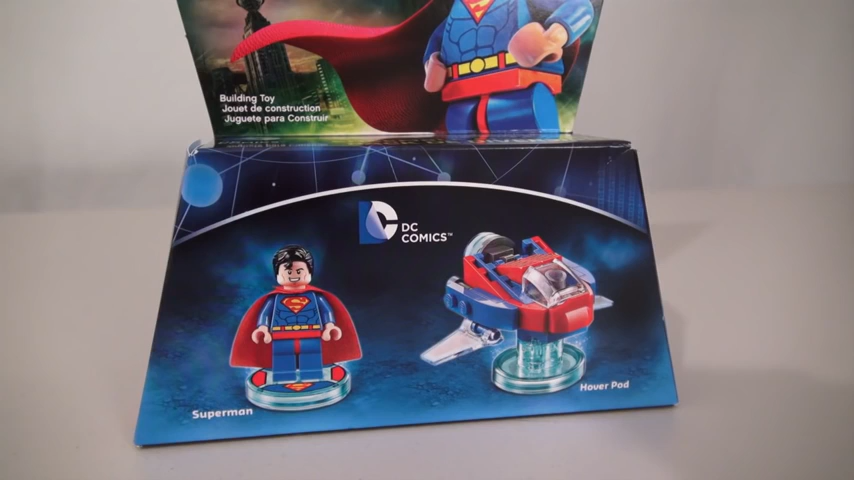 Building Toy
Jouet de construction
Juguete para Construir
DC
COMICS™
Superman
Hover Pod